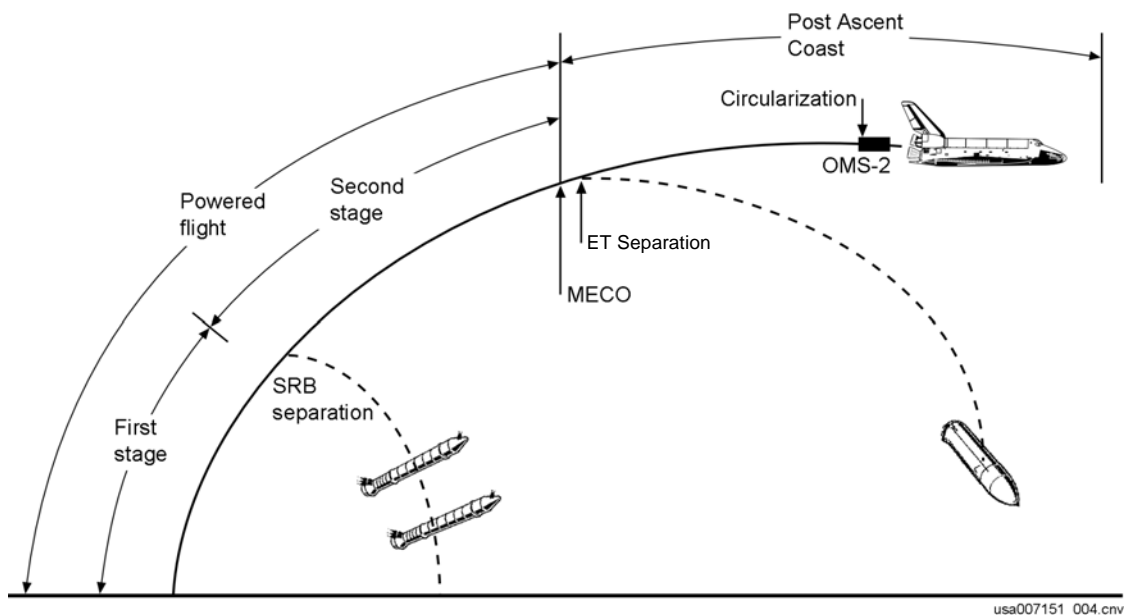 Post Ascent
Coast
Circularization
OMS-2
Second
stage
Powered
flight
ET Separation
MECO
SRB
separation
First
stage
usa007151_004.cnv